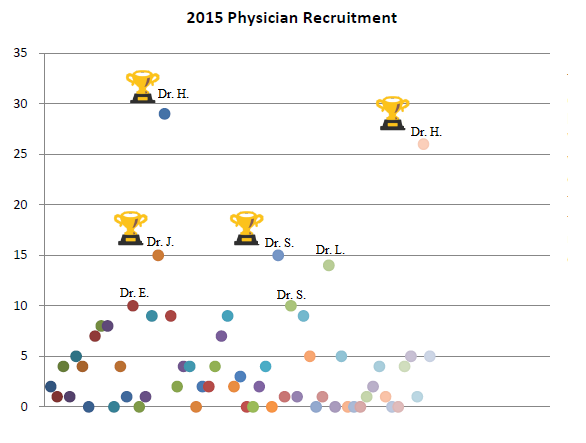 2015 Physician Recruitment
35
30
25
20
15
10
5
0
Dr. H.
Dr. H.
Dr. J.
Dr. S.
Dr. L.
Dr. E.
Dr. S.